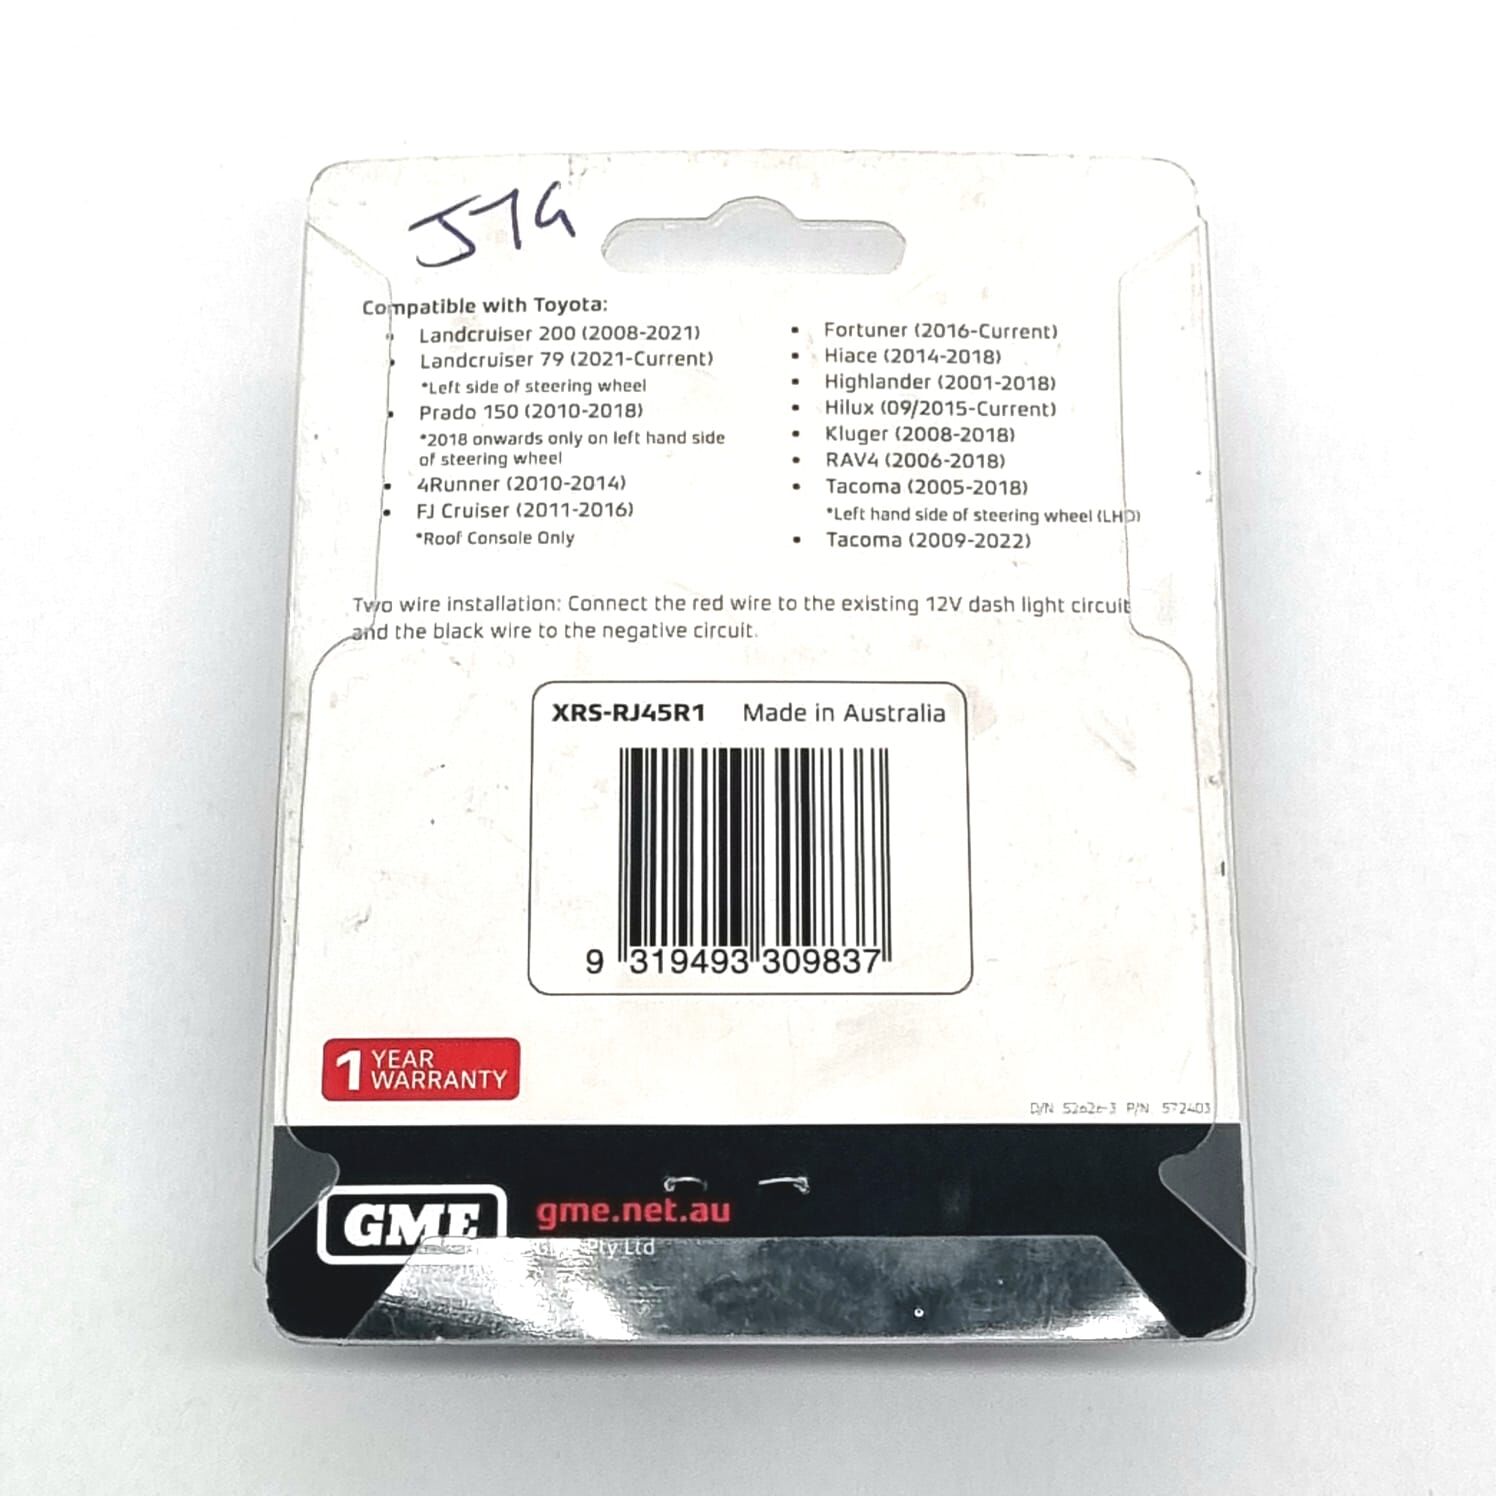 Compatible with Toyota:
• Landcruiser 200 (2008-2021)
• Landcruiser 79 (2021-Current)
*Left side of steering wheel
• Prado 150 (2010-2018)
*2018 onwards only on left hand side
of steering wheel
• 4Runner (2010-2014)
• FJ Cruiser (2011-2016)
*Roof Console Only
• Fortuner (2016-Current)
• Hiace (2014-2018)
• Highlander (2001-2018)
• Hilux (09/2015-Current)
• Kluger (2008-2018)
• RAV4 (2006-2018)
• Tacoma (2005-2018)
*Left hand side of steering wheel (LHD)
• Tacoma (2009-2022)
Two wire installation: Connect the red wire to the existing 12V dash light circuit
and the black wire to the negative circuit.
XRS-RJ45R1 Made in Australia
9 319493 309837
1 YEAR
WARRANTY
D/N P/N 572403
GME
gme.net.au
Pty Ltd